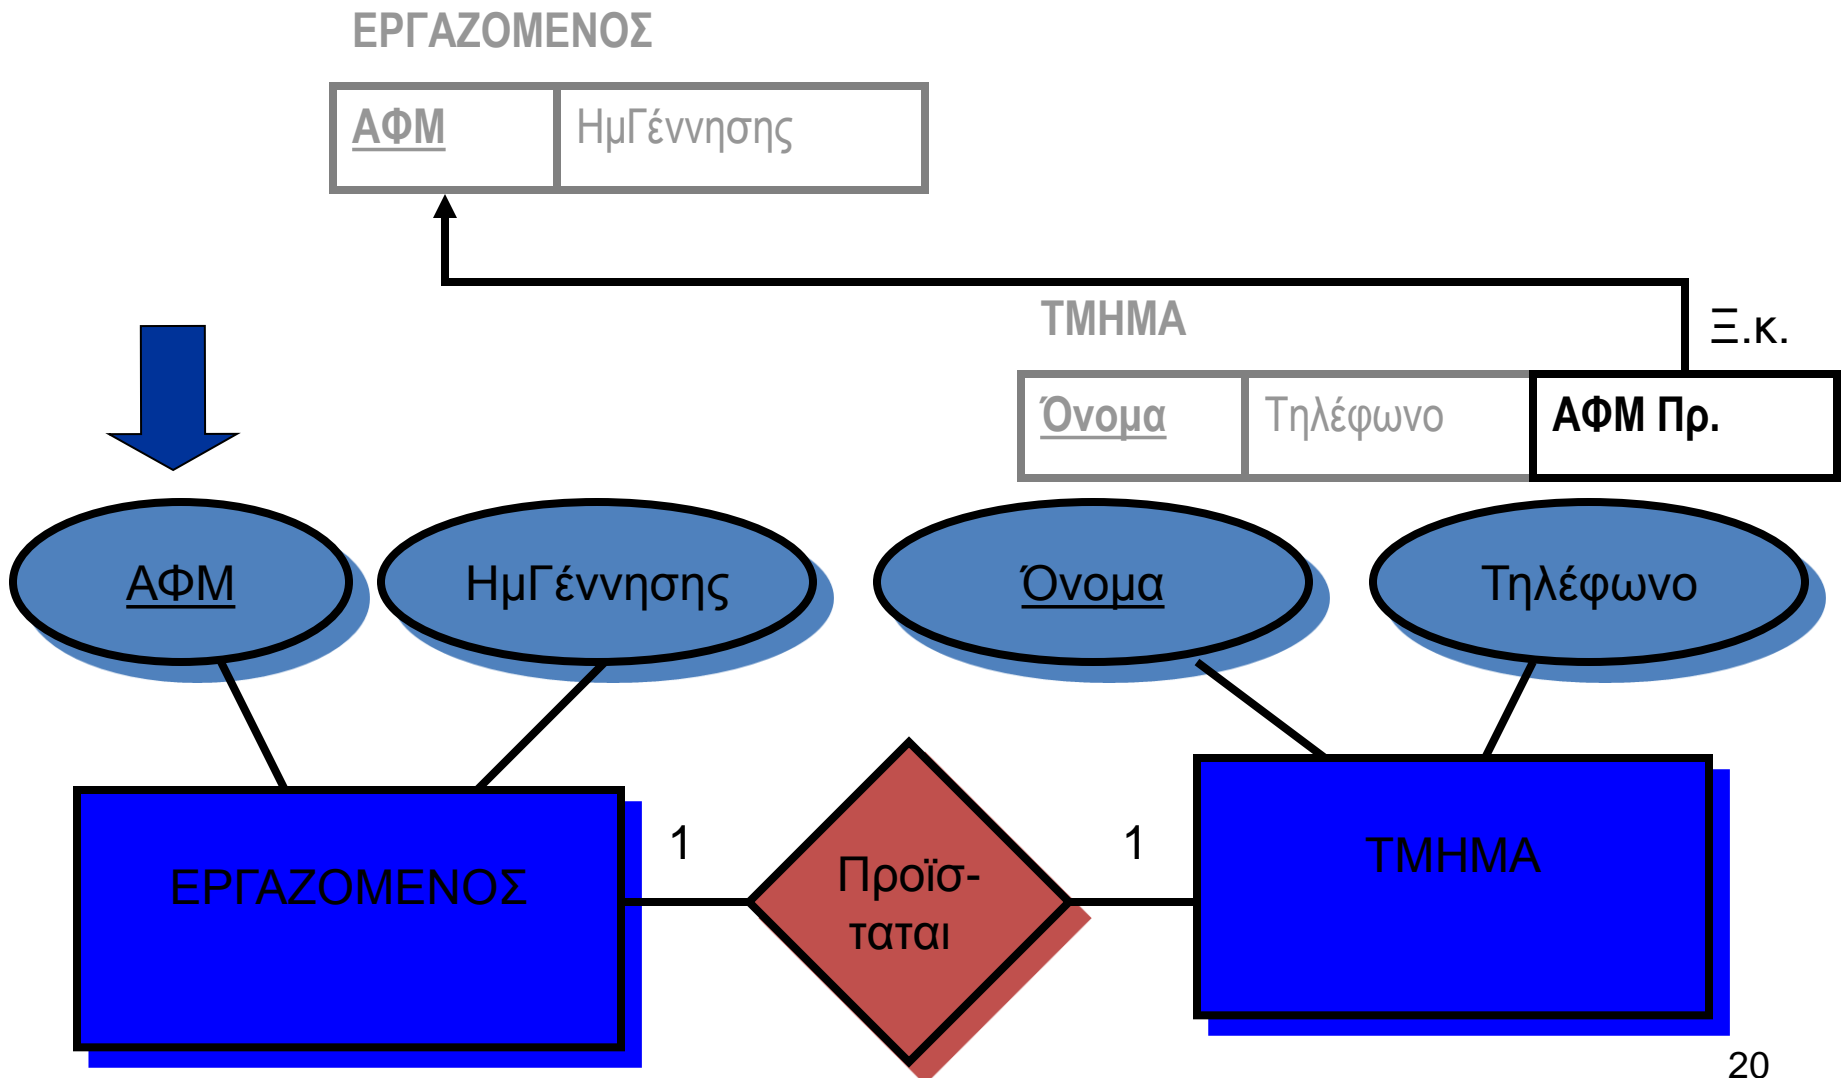 ΕΡΓΑΖΟΜΕΝΟΣ
ΑΦΜ ΗμΓέννησης
ΤΜΗΜΑ
Ξ.κ.
Όνομα Τηλέφωνο ΑΦΜ Πρ.
ΑΦΜ ΗμΓέννησης Όνομα Τηλέφωνο
1 1
ΕΡΓΑΖΟΜΕΝΟΣ
Προϊσ-
ταται
ΤΜΗΜΑ
20